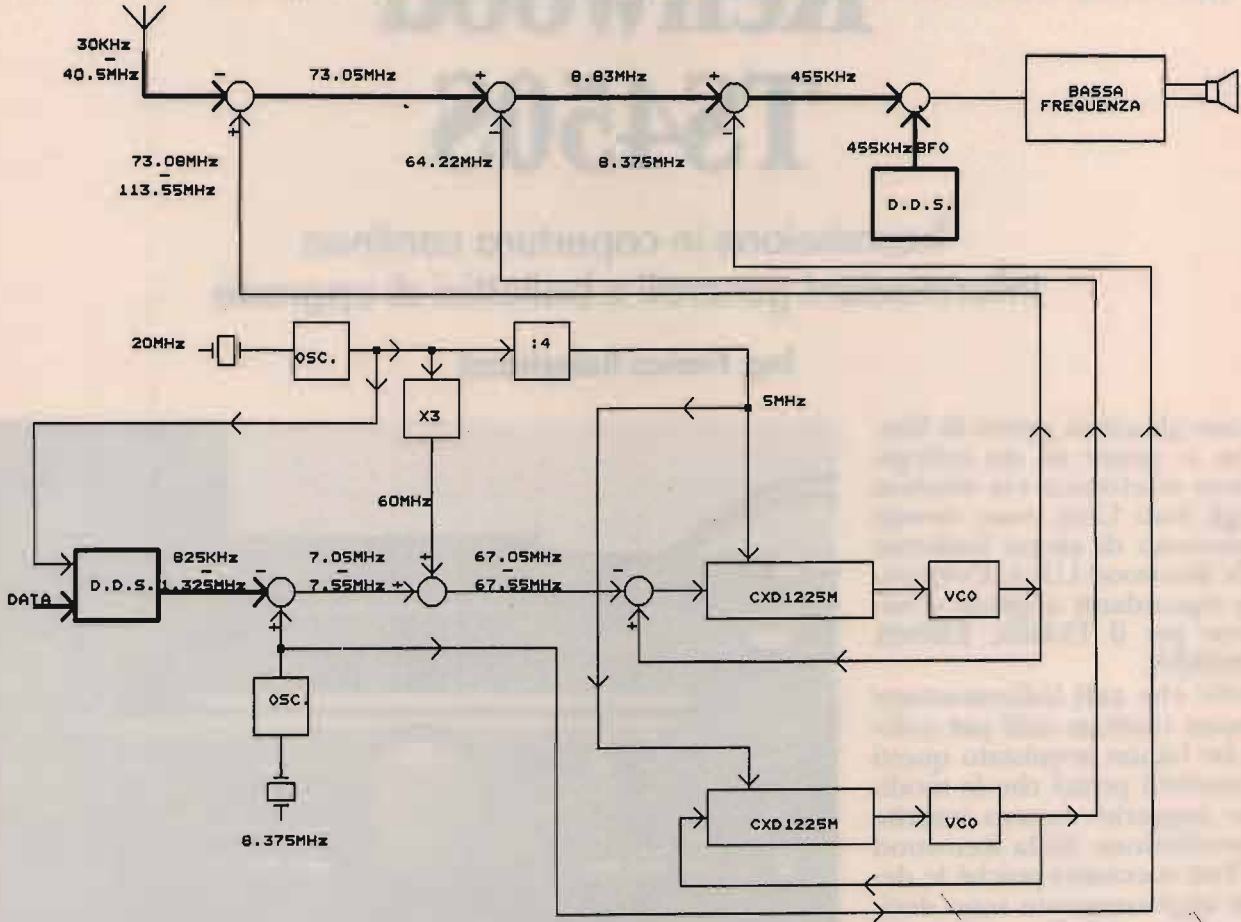 30KHz
-
40.5MHz
-
+
73.05MHz
+
-
8.83MHz
+
-
455KHz
BASSA
FREQUENZA
73.08MHz
-
113.55MHz
64.22MHz
8.375MHz
455KHz BFO
D.D.S.
20MHz
OSC.
:4
X3
5MHz
60MHz
DATA
D.D.S.
825KHz
-
1.325MHz
-
+
7.05MHz
-
7.55MHz
+
+
67.05MHz
-
67.55MHz
-
+
CXD1225M
VCO
OSC.
8.375MHz
CXD1225M
VCO